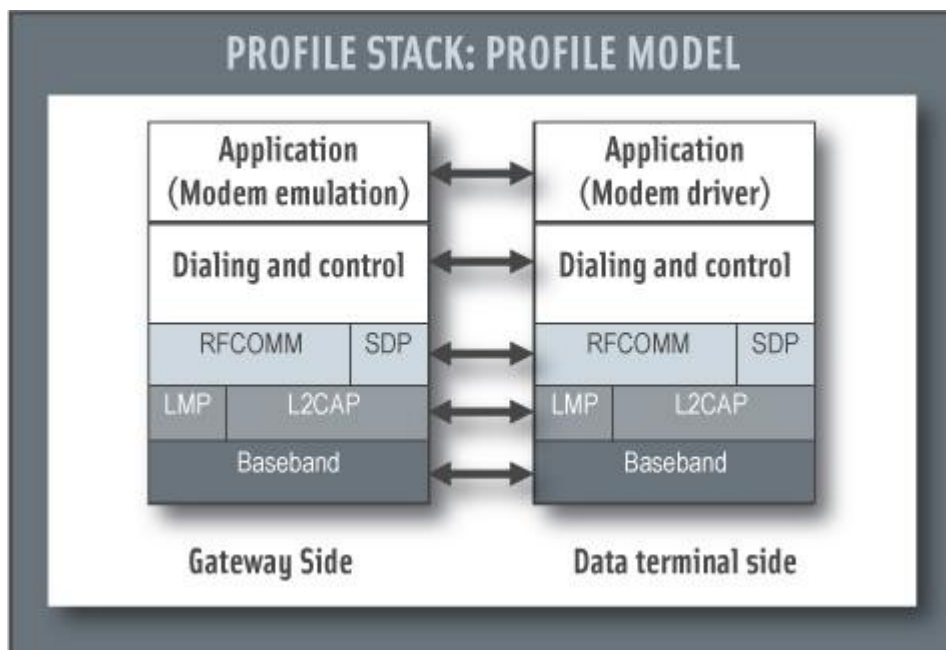 PROFILE STACK: PROFILE MODEL
Application
(Modem emulation)
Dialing and control
RFCOMM
SDP
LMP
L2CAP
Baseband
Gateway Side
Application
(Modem driver)
Dialing and control
RFCOMM
SDP
LMP
L2CAP
Baseband
Data terminal side